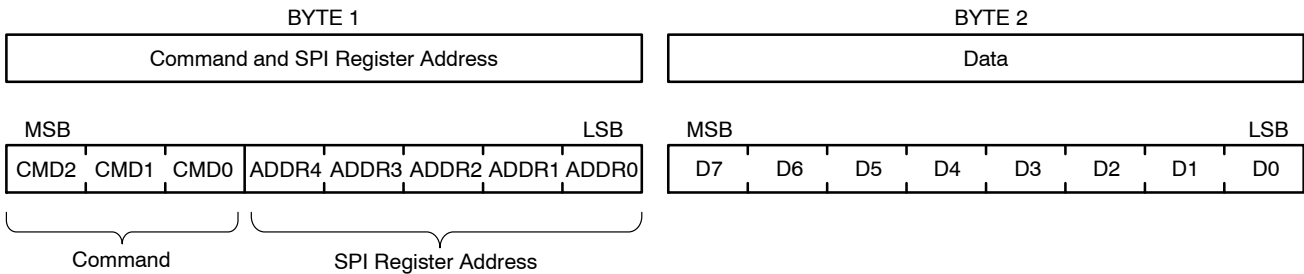 BYTE 1 BYTE 2
Command and SPI Register Address Data
MSB LSB MSB LSB
CMD2 CMD1 CMD0 ADDR4 ADDR3 ADDR2 ADDR1 ADDR0 D7 D6 D5 D4 D3 D2 D1 D0
Command SPI Register Address